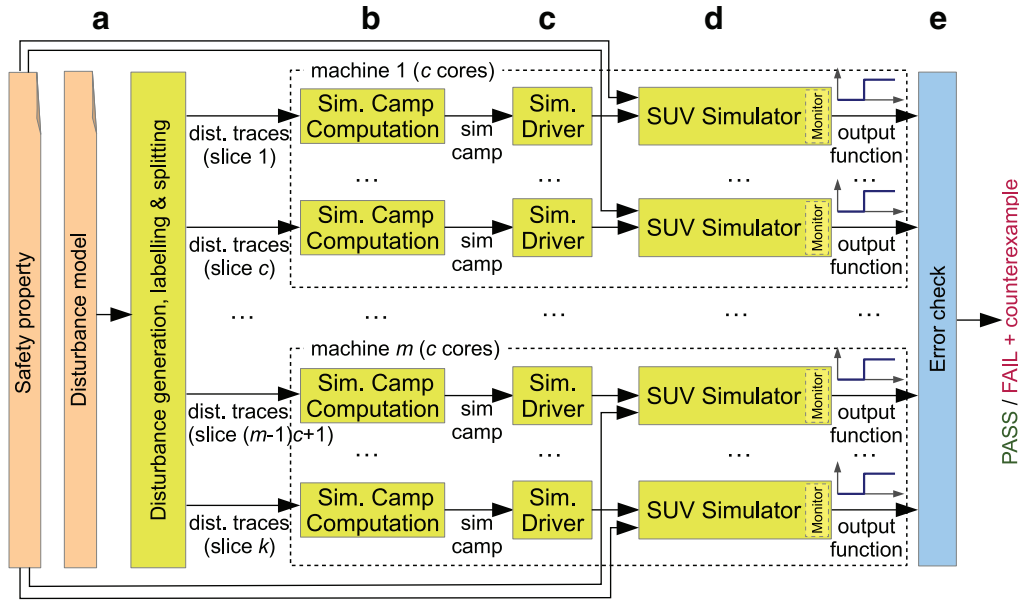 a
b
c
d
e
Safety property
Disturbance model
Disturbance generation, labelling & splitting
machine 1 (c cores)
dist. traces
(slice 1)
Sim. Camp
Computation
sim
camp
Sim.
Driver
SUV Simulator
Monitor
output
function
...
...
...
...
dist. traces
(slice c)
Sim. Camp
Computation
sim
camp
Sim.
Driver
SUV Simulator
Monitor
output
function
...
...
...
...
...
machine m (c cores)
dist. traces
(slice (m-1)c+1)
Sim. Camp
Computation
sim
camp
Sim.
Driver
SUV Simulator
Monitor
output
function
...
...
...
...
dist. traces
(slice k)
Sim. Camp
Computation
sim
camp
Sim.
Driver
SUV Simulator
Monitor
output
function
Error check
PASS / FAIL + counterexample